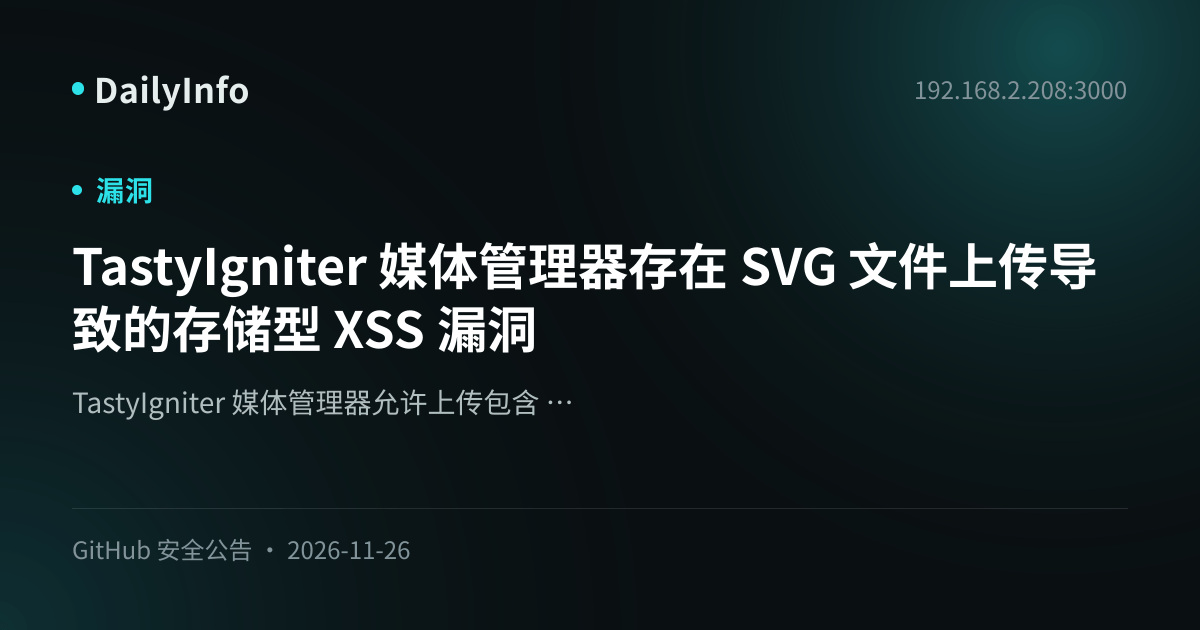 DailyInfo
192.168.2.208:3000
漏洞
TastyIgniter 媒体管理器存在 SVG 文件上传导
致的存储型 XSS 漏洞
TastyIgniter 媒体管理器允许上传包含 …
GitHub 安全公告 · 2026-11-26